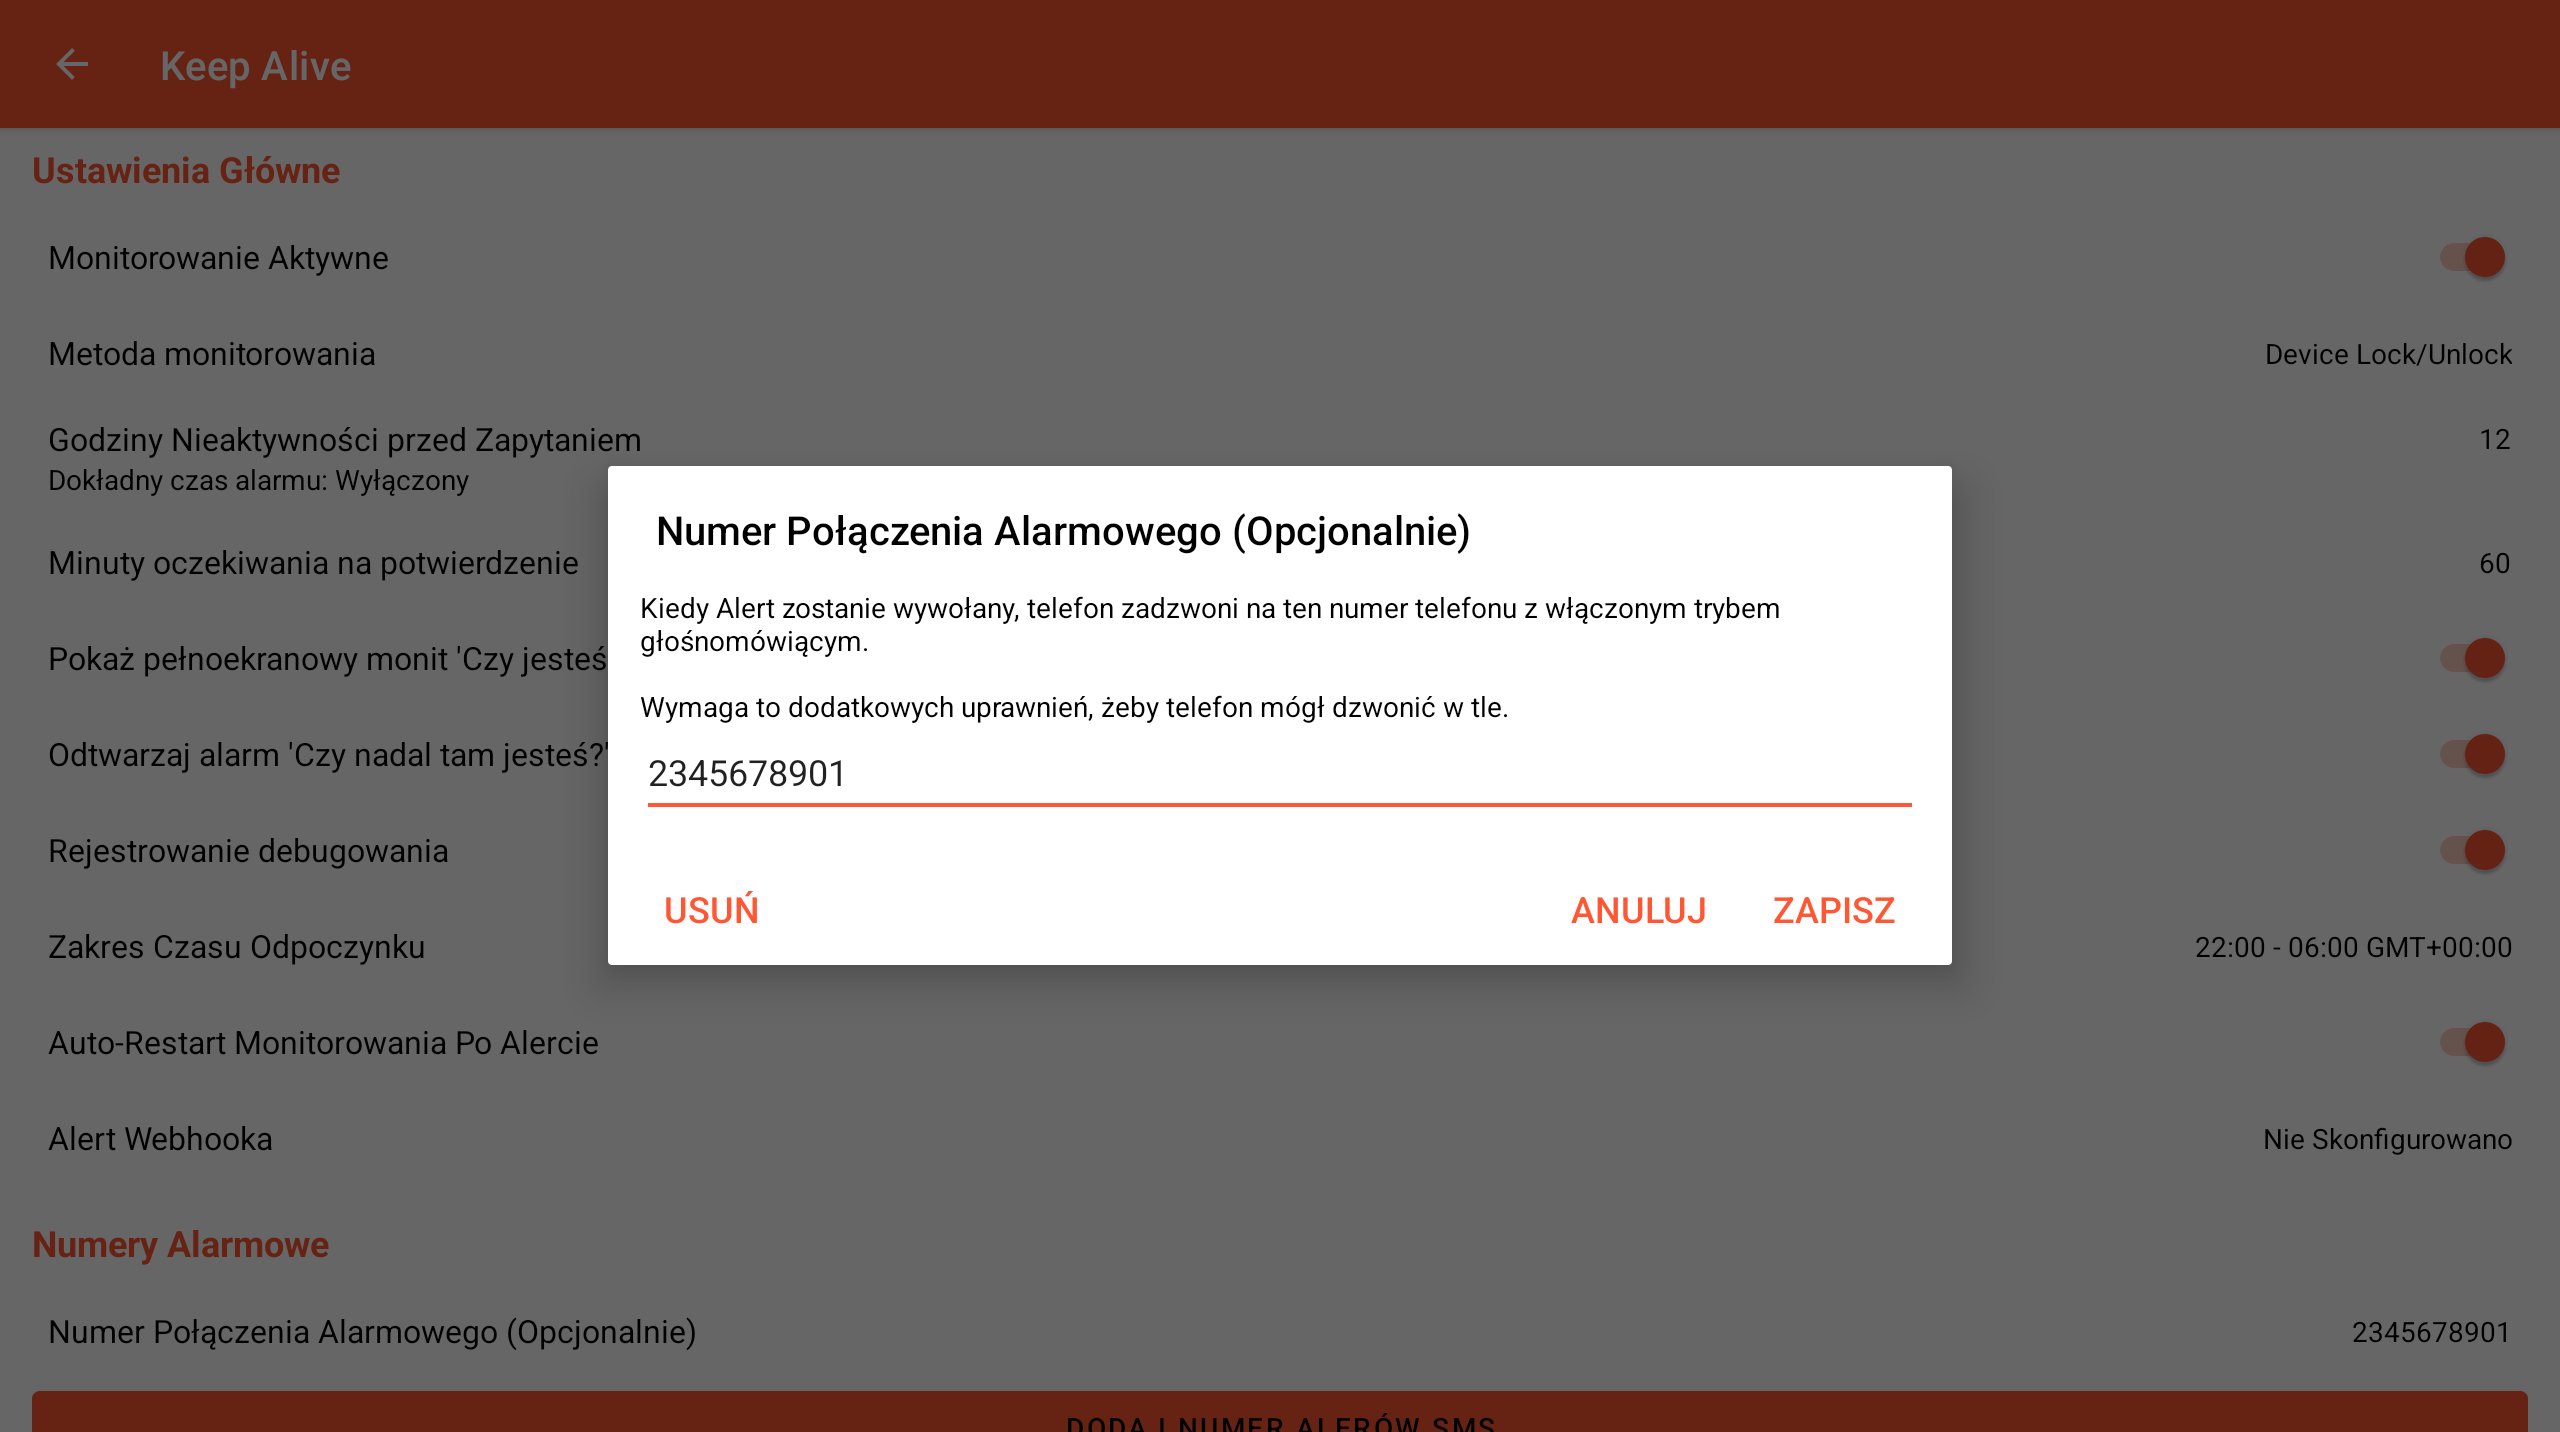 Keep Alive
Ustawienia Główne
Monitorowanie Aktywne
Metoda monitorowania
Device Lock/Unlock
Godziny Nieaktywności przed Zapytaniem
12
Dokładny czas alarmu: Wyłączony
Minuty oczekiwania na potwierdzenie
60
Pokaż pełnoekranowy monit 'Czy jesteś
Odtwarzaj alarm 'Czy nadal tam jesteś?'
Rejestrowanie debugowania
Zakres Czasu Odpoczynku
22:00 - 06:00 GMT+00:00
Auto-Restart Monitorowania Po Alercie
Alert Webhooka
Nie Skonfigurowano
Numery Alarmowe
Numer Połączenia Alarmowego (Opcjonalnie)
2345678901
NUMER ALERÓW SMS
Numer Połączenia Alarmowego (Opcjonalnie)
Kiedy Alert zostanie wywołany, telefon zadzwoni na ten numer telefonu z włączonym trybem
głośnomówiącym.
Wymaga to dodatkowych uprawnień, żeby telefon mógł dzwonić w tle.
2345678901
USUŃ
ANULUJ
ZAPISZ